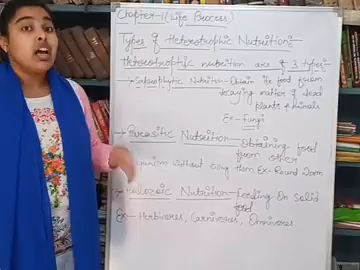 Chapter-1 (Life Process)
Types of Heterotrophic Nutrition:-
Heterotrophic nutrition are of 3 types:-
→ Saprophytic Nutrition - Obtain its food from
decaying matter of dead
plants & animals
Ex - Fungi
→ Parasitic Nutrition - Obtaining food
from other
organism without killing them Ex - Round Worm
→ Holozoic Nutrition - Feeding On Solid
food
Ex - Herbivores, Carnivores, Omnivores